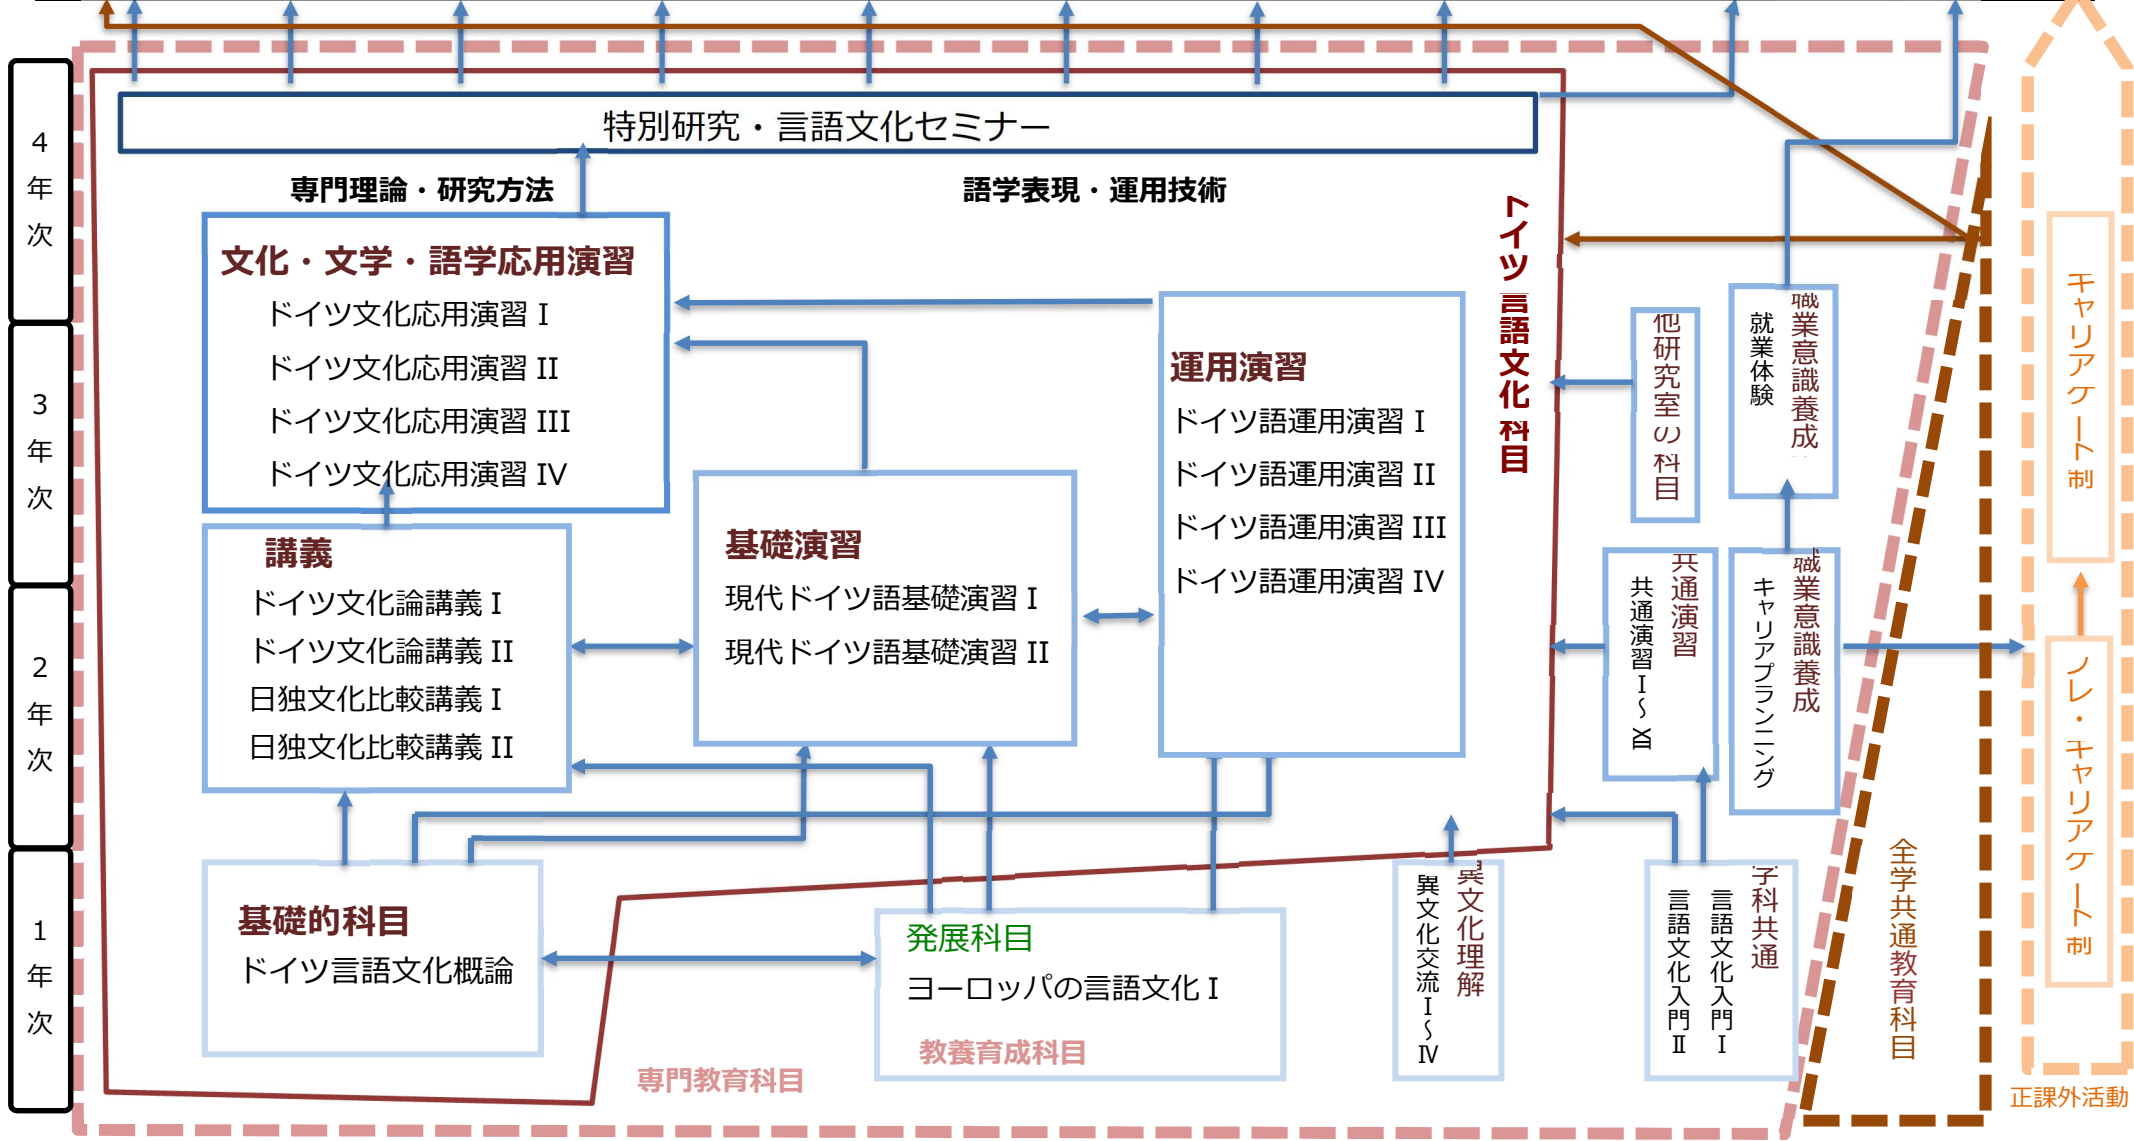 4年次
3年次
2年次
1年次
特別研究・言語文化セミナー
専門理論・研究方法
語学表現・運用技術
文化・文学・語学応用演習
ドイツ文化応用演習 I
ドイツ文化応用演習 II
ドイツ文化応用演習 III
ドイツ文化応用演習 IV
講義
ドイツ文化論講義 I
ドイツ文化論講義 II
日独文化比較講義 I
日独文化比較講義 II
基礎演習
現代ドイツ語基礎演習 I
現代ドイツ語基礎演習 II
運用演習
ドイツ語運用演習 I
ドイツ語運用演習 II
ドイツ語運用演習 III
ドイツ語運用演習 IV
ドイツ言語文化科目
基礎的科目
ドイツ言語文化概論
発展科目
ヨーロッパの言語文化 I
教養育成科目
専門教育科目
異文化理解
異文化交流Ⅰ～Ⅳ
学科共通
言語文化入門Ⅰ
言語文化入門Ⅱ
他研究室の科目
共通演習
職業意識養成
就業体験
職業意識養成
キャリアプランニング
全学共通教育科目
キャリアゲート制
・キャリアゲート制
正課外活動